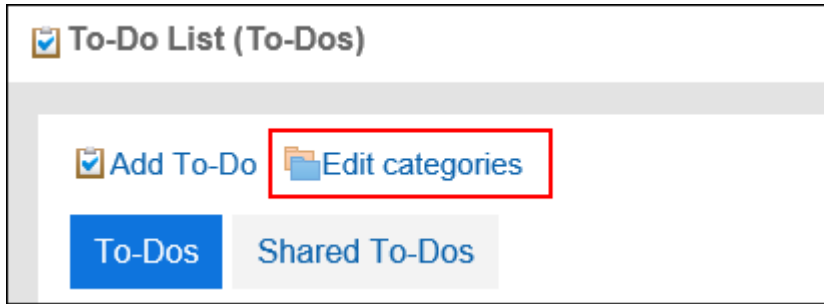 To-Do List (To-Dos)
Add To-Do Edit categories
To-Dos Shared To-Dos